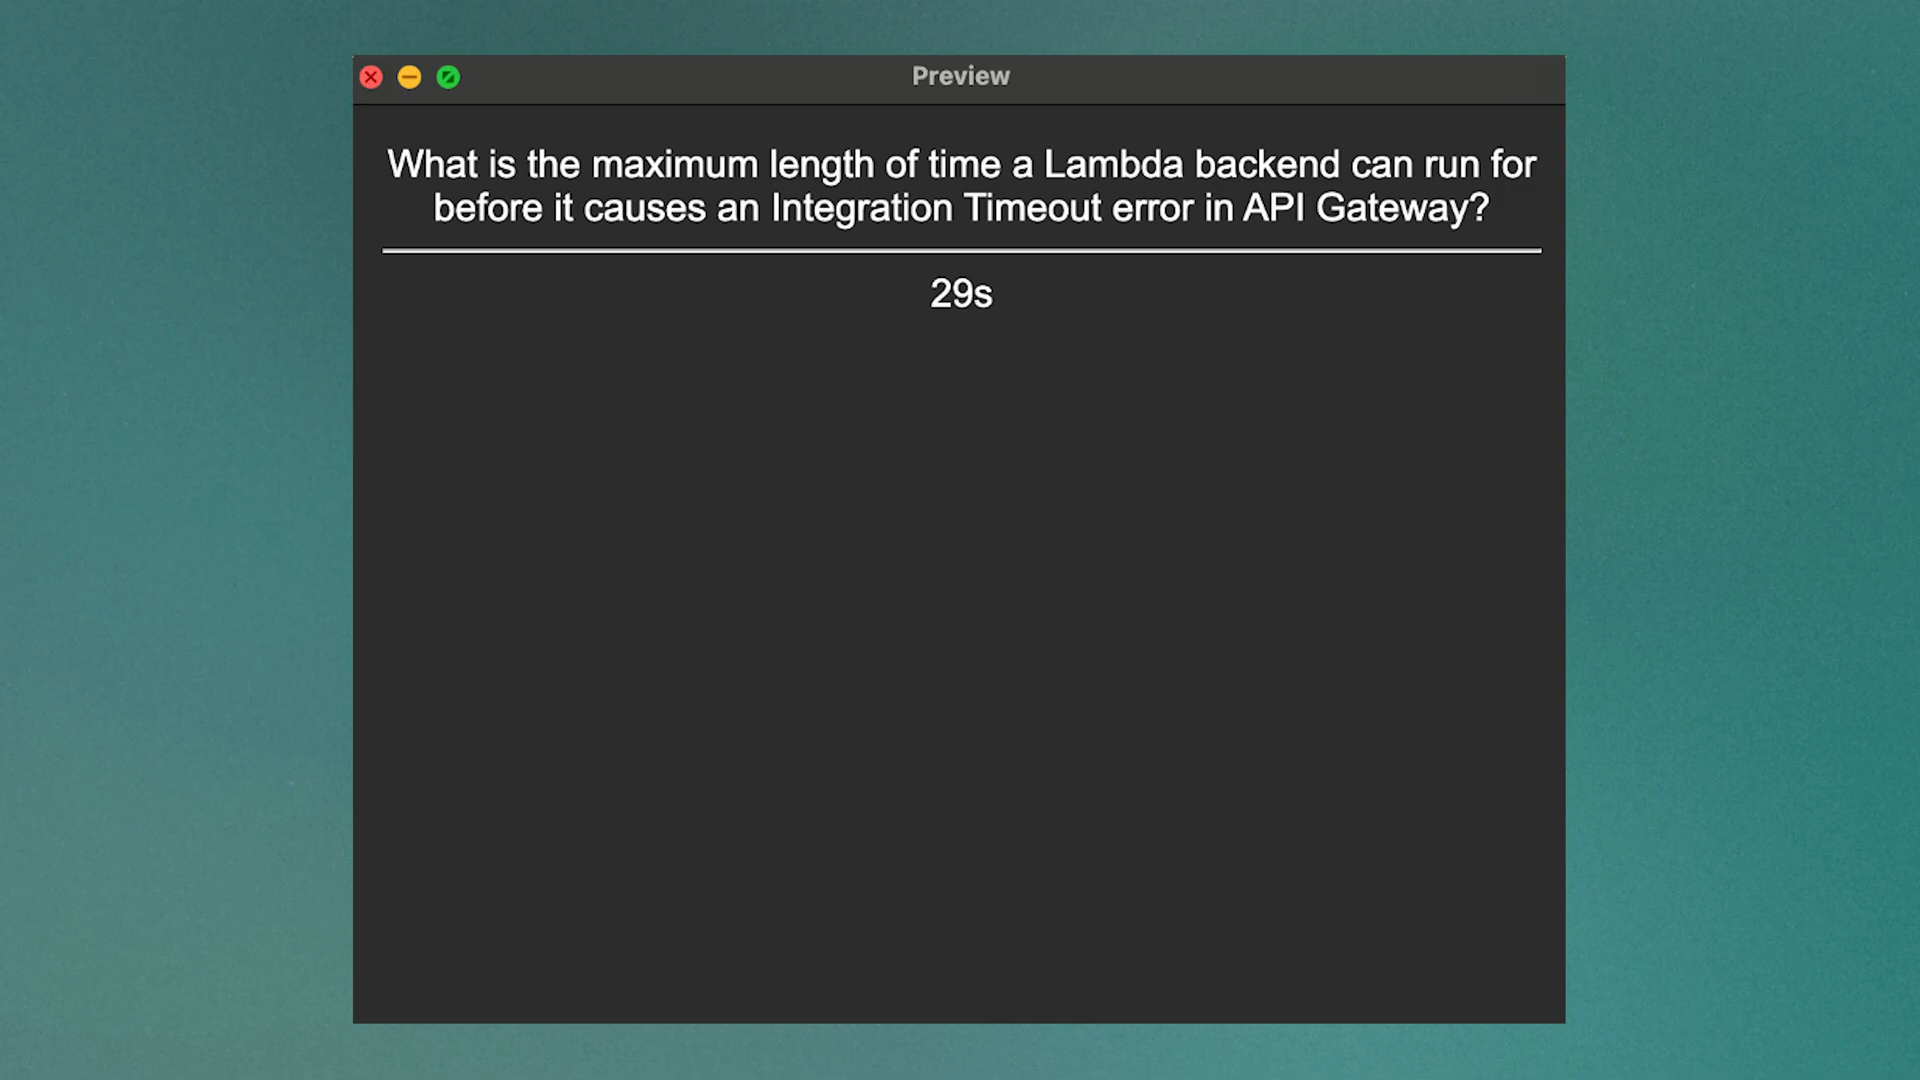 Preview
What is the maximum length of time a Lambda backend can run for
before it causes an Integration Timeout error in API Gateway?
29s